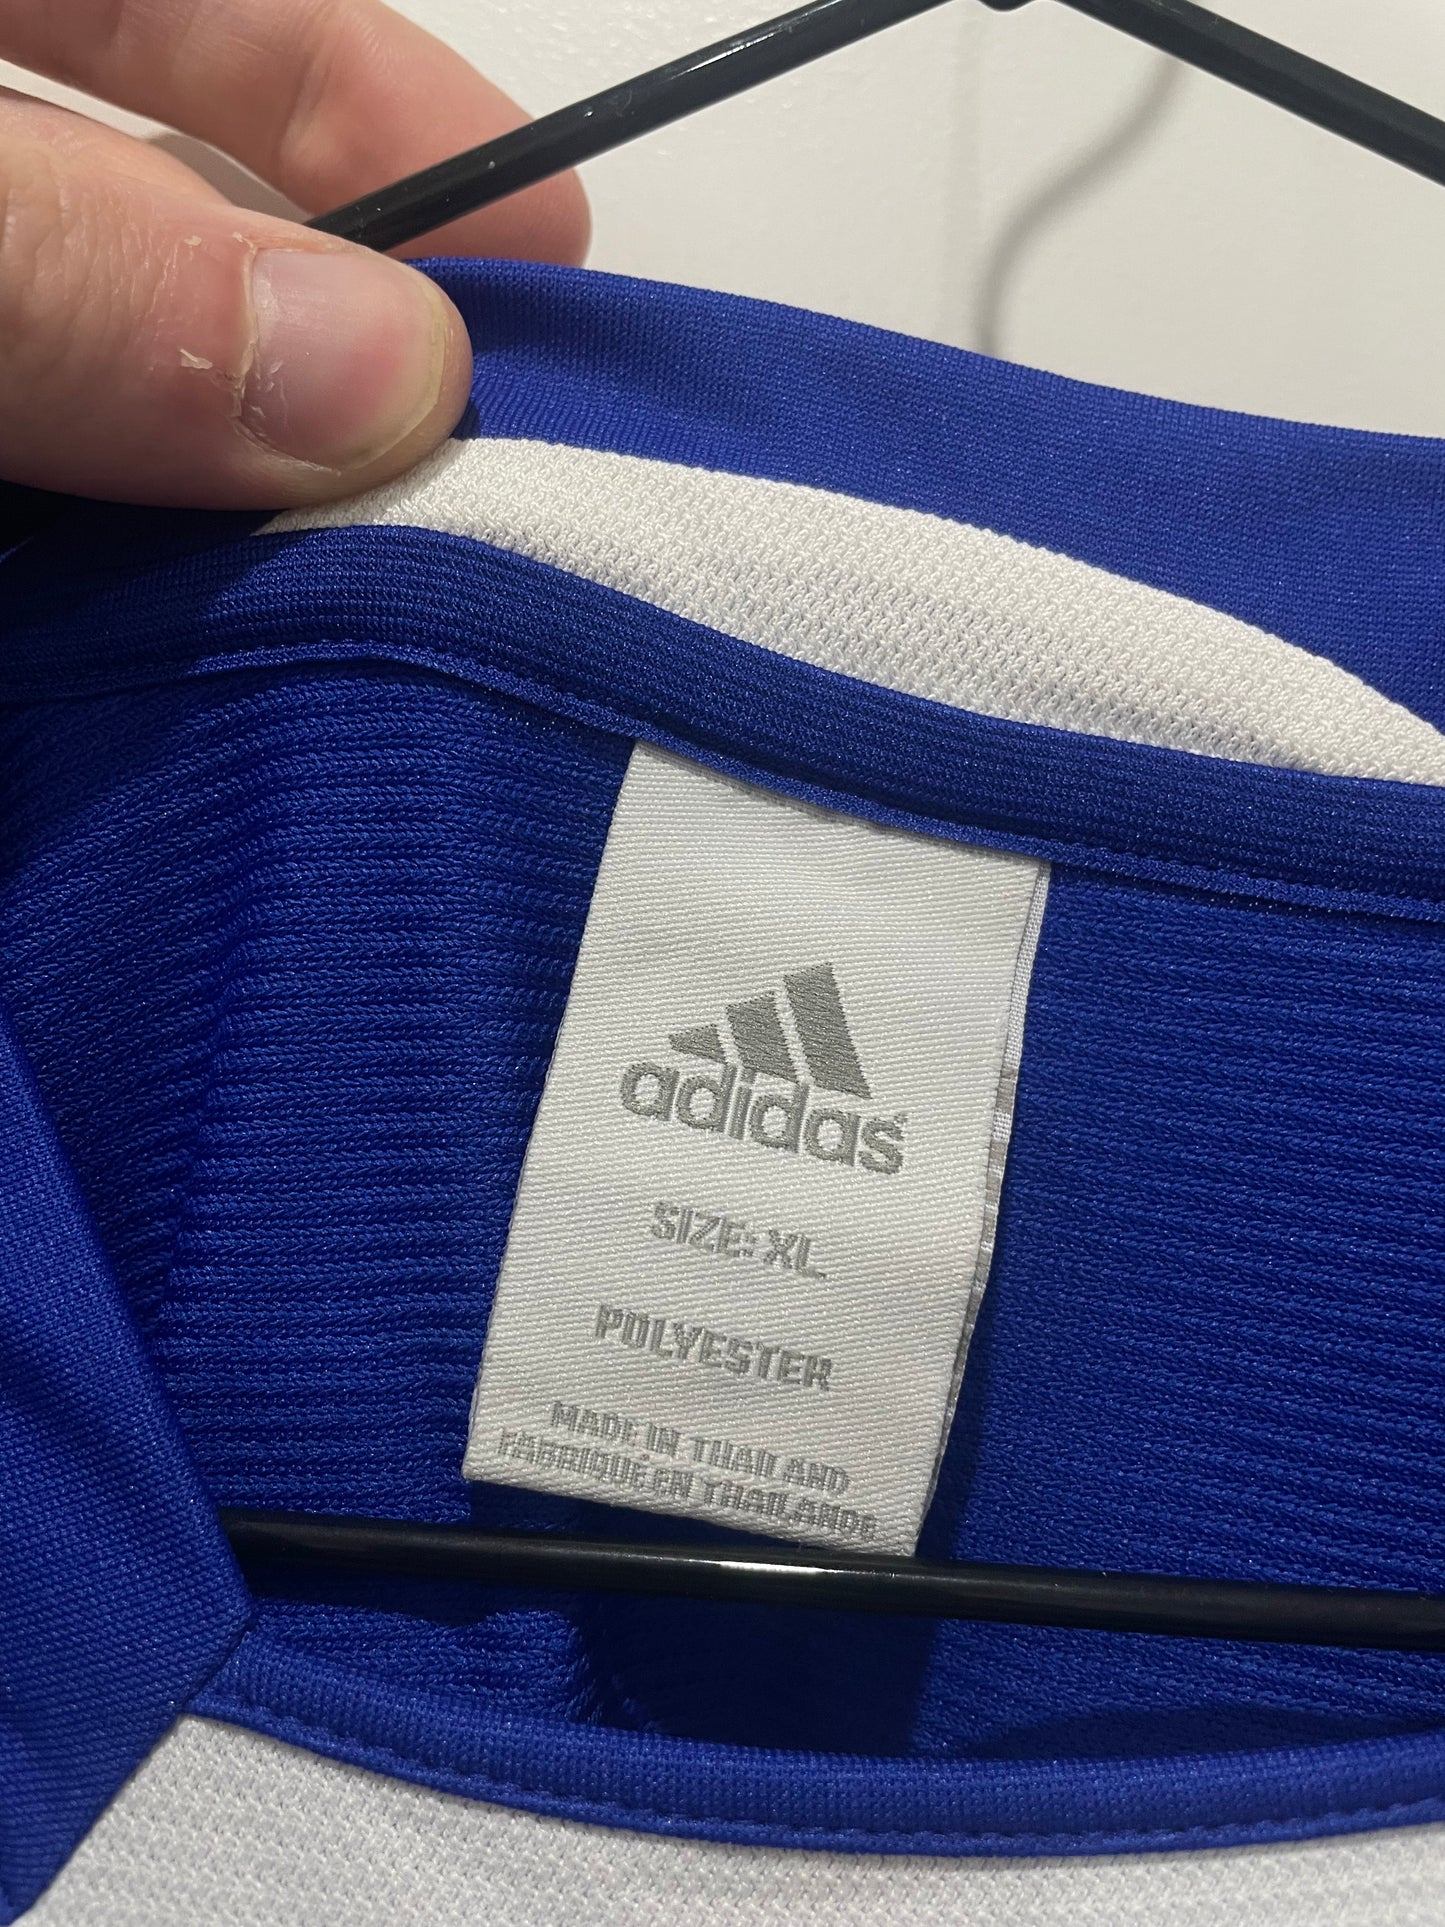 adidas
SIZE: XL
POLYESTER
MADE IN THAILAND
FABRIQUÉ EN THAILANDE